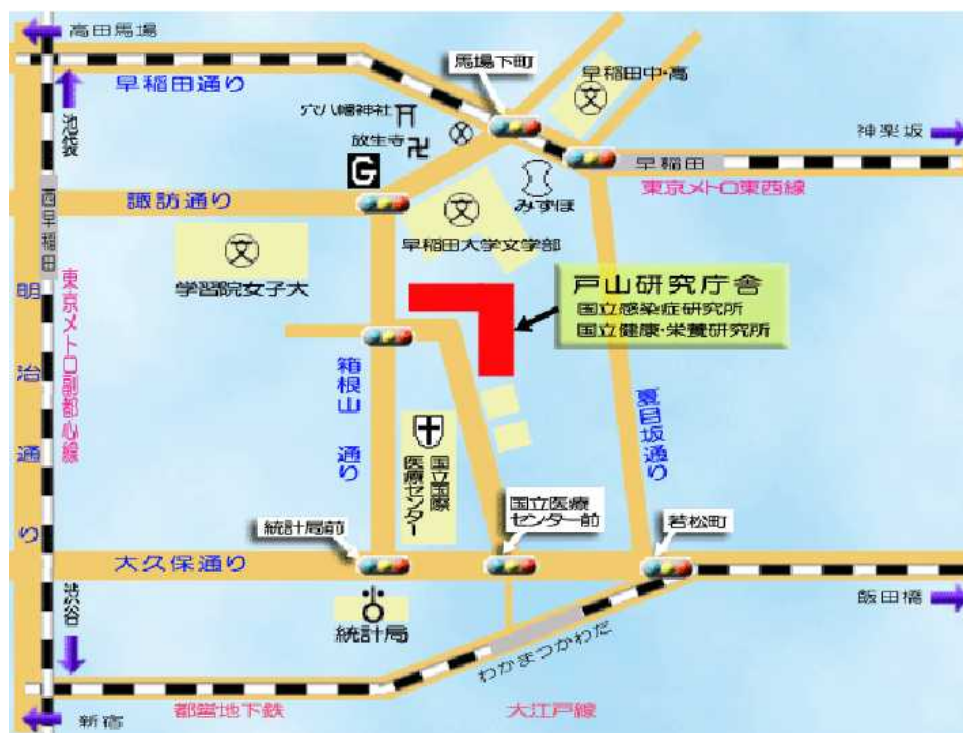 高田馬場
早稲田通り
馬場下町
早稲田中・高
文
穴八幡神社
放生寺
池袋
神楽坂
早稲田
東京メトロ東西線
G
みずほ
西早稲田
諏訪通り
文
早稲田大学文学部
文
学習院女子大
戸山研究庁舎
国立感染症研究所
国立健康・栄養研究所
明治通り
東京メトロ副都心線
箱根山通り
夏目坂通り
国立国際
医療センター
国立医療
センター前
統計局前
若松町
大久保通り
渋谷
飯田橋
統計局
わかまつかわだ
都営地下鉄
大江戸線
新宿